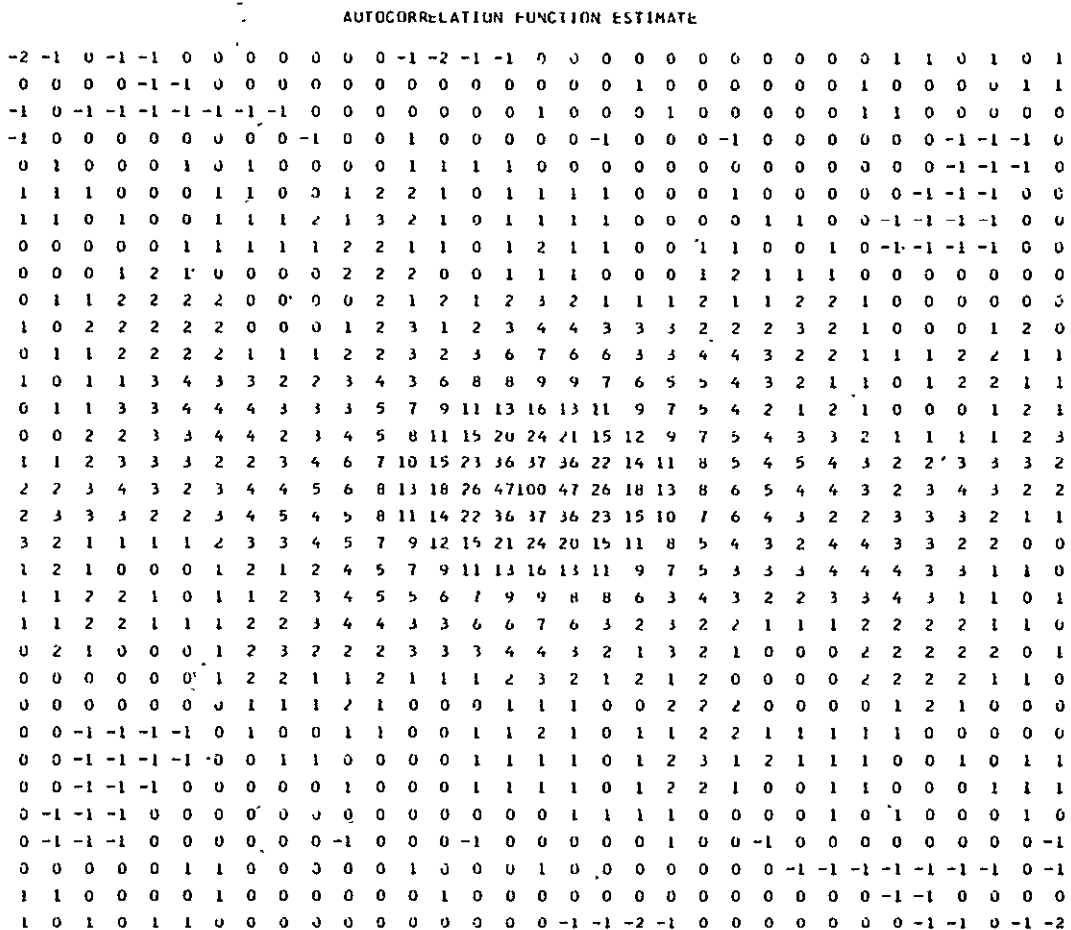 AUTOCORRELATION FUNCTION ESTIMATE
-2 -1 0 -1 -1 0 0 0 0 0 0 0 -1 -2 -1 -1 0 0 0 0 0 0 0 0 0 0 0 1 1 0 1 0 1
0 0 0 0 -1 -1 0 0 0 0 0 0 0 0 0 0 0 0 0 1 0 0 0 0 0 0 1 0 0 0 0 1 1
-1 0 -1 -1 -1 -1 -1 -1 -1 0 0 0 0 0 0 0 1 0 0 0 1 0 0 0 0 0 1 1 0 0 0 0 0
-1 0 0 0 0 0 0 0 0 -1 0 0 1 0 0 0 0 0 -1 0 0 0 -1 0 0 0 0 0 0 -1 -1 -1 0
0 1 0 0 0 1 0 1 0 0 0 0 1 1 1 1 0 0 0 0 0 0 0 0 0 0 0 0 0 -1 -1 -1 0
1 1 1 0 0 0 1 1 0 0 1 2 2 1 0 1 1 1 1 0 0 0 1 0 0 0 0 0 -1 -1 -1 0 0
1 1 0 1 0 0 1 1 1 2 1 3 2 1 0 1 1 1 1 0 0 0 0 1 1 0 0 -1 -1 -1 -1 0 0
0 0 0 0 0 1 1 1 1 1 2 2 1 1 0 1 2 1 1 0 0 1 1 0 0 1 0 -1 -1 -1 -1 0 0
0 0 0 1 2 1 0 0 0 0 2 2 2 0 0 1 1 1 0 0 0 1 2 1 1 1 0 0 0 0 0 0 0
0 1 1 2 2 2 2 0 0 0 0 2 1 2 1 2 3 2 1 1 1 2 1 1 2 2 1 0 0 0 0 0 0
1 0 2 2 2 2 2 0 0 0 1 2 3 1 2 3 4 4 3 3 3 2 2 2 3 2 1 0 0 0 1 2 0
0 1 1 2 2 2 2 1 1 1 2 2 3 2 3 6 7 6 6 3 3 4 4 3 2 2 1 1 1 2 2 1 1
1 0 1 1 3 4 3 3 2 2 3 4 3 6 8 8 9 9 7 6 5 5 4 3 2 1 1 0 1 2 2 1 1
0 1 1 3 3 4 4 4 3 3 3 5 7 9 11 13 16 13 11 9 7 5 4 2 1 2 1 0 0 0 1 2 1
0 0 2 2 3 3 4 4 2 3 4 5 8 11 15 20 24 21 15 12 9 7 5 4 3 3 2 1 1 1 1 2 3
1 1 2 3 3 3 2 2 3 4 6 7 10 15 23 36 37 36 22 14 11 8 5 4 5 4 3 2 2 3 3 3 2
2 2 3 4 3 2 3 4 4 5 6 8 13 18 26 47100 47 26 18 13 8 6 5 4 4 3 2 3 4 3 2 2
2 3 3 3 2 2 3 4 5 4 5 8 11 14 22 36 37 36 23 15 10 7 6 4 3 2 2 3 3 3 2 1 1
3 2 1 1 1 1 2 3 3 4 5 7 9 12 15 21 24 20 15 11 8 5 4 3 2 4 4 3 3 2 2 0 0
1 2 1 0 0 0 1 2 1 2 4 5 7 9 11 13 16 13 11 9 7 5 3 3 3 4 4 4 3 3 1 1 0
1 1 2 2 1 0 1 1 2 3 4 5 5 6 7 9 9 8 8 6 3 4 3 2 2 3 3 4 3 1 1 0 1
1 1 2 2 1 1 1 2 2 3 4 4 3 3 6 6 7 6 3 2 3 2 2 1 1 1 2 2 2 2 1 1 0
0 2 1 0 0 0 1 2 3 2 2 2 3 3 3 4 4 3 2 1 3 2 1 0 0 0 2 2 2 2 2 0 1
0 0 0 0 0 0 1 2 2 1 1 2 1 1 1 2 3 2 1 2 1 2 0 0 0 0 2 2 2 2 1 1 0
0 0 0 0 0 0 0 1 1 1 2 1 0 0 0 1 1 1 0 0 2 2 2 0 0 0 0 1 2 1 0 0 0
0 0 -1 -1 -1 -1 0 1 0 0 1 1 0 0 1 1 2 1 0 1 1 2 2 1 1 1 1 1 0 0 0 0 0
0 0 -1 -1 -1 -1 0 0 1 1 0 0 0 0 1 1 1 1 0 1 2 3 1 2 1 1 1 0 0 1 0 1 1
0 0 -1 -1 -1 0 0 0 0 0 1 0 0 0 1 1 1 1 0 1 2 2 1 0 0 1 1 0 0 0 1 1 1
0 -1 -1 -1 0 0 0 0 0 0 0 0 0 0 0 0 0 1 1 1 1 0 0 0 0 1 0 1 0 0 0 1 0
0 -1 -1 -1 0 0 0 0 0 0 -1 0 0 0 -1 0 0 0 0 0 1 0 0 -1 0 0 0 0 0 0 0 0 -1
0 0 0 0 0 1 1 0 0 0 0 0 1 0 0 0 1 0 0 0 0 0 0 0 -1 -1 -1 -1 -1 -1 -1 0 -1
1 1 0 0 0 0 1 0 0 0 0 0 0 1 0 0 0 0 0 0 0 0 0 0 0 0 0 -1 -1 0 0 0 0
1 0 1 0 1 1 0 0 0 0 0 0 0 0 0 0 0 -1 -1 -2 -1 0 0 0 0 0 0 0 -1 -1 0 -1 -2